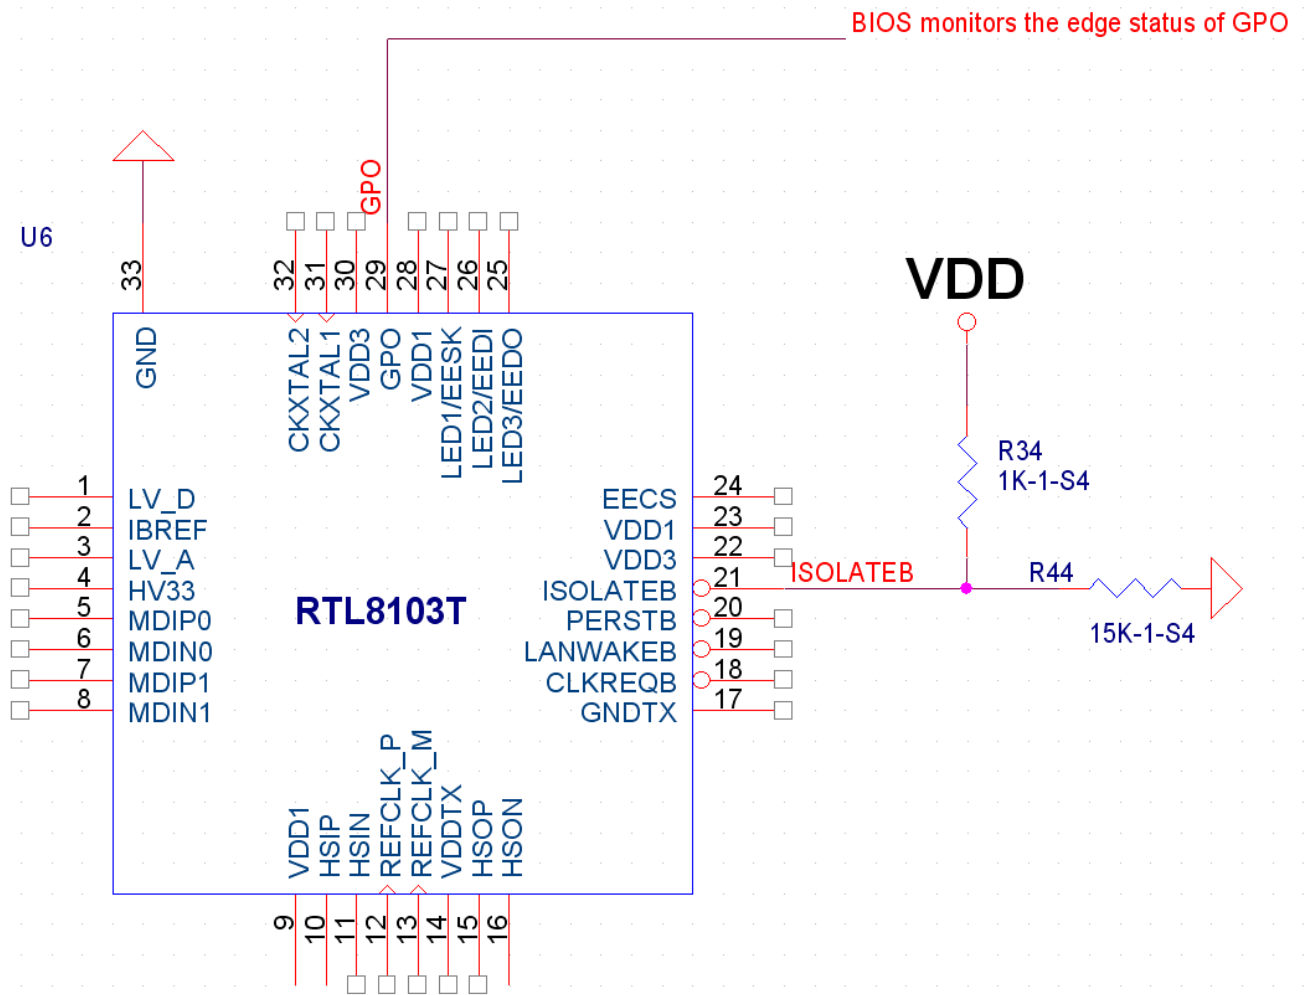 BIOS monitors the edge status of GPO
GPO
U6
33
32
31
30
29
28
27
26
25
GND
CKXTAL2
CKXTAL1
VDD3
GPO
VDD1
LED1/EESK
LED2/EEDI
LED3/EEDO
VDD
R34
1K-1-S4
1 LV_D
2 IBREF
3 LV_A
4 HV33
5 MDIP0
6 MDIN0
7 MDIP1
8 MDIN1
RTL8103T
EECS 24
VDD1 23
VDD3 22
ISOLATEB 21
PERSTB 20
LANWAKEB 19
CLKREQB 18
GNDTX 17
ISOLATEB
R44
15K-1-S4
VDD1
HSIP
HSIN
REFCLK_P
REFCLK_M
VDDTX
HSOP
HSON
9
10
11
12
13
14
15
16